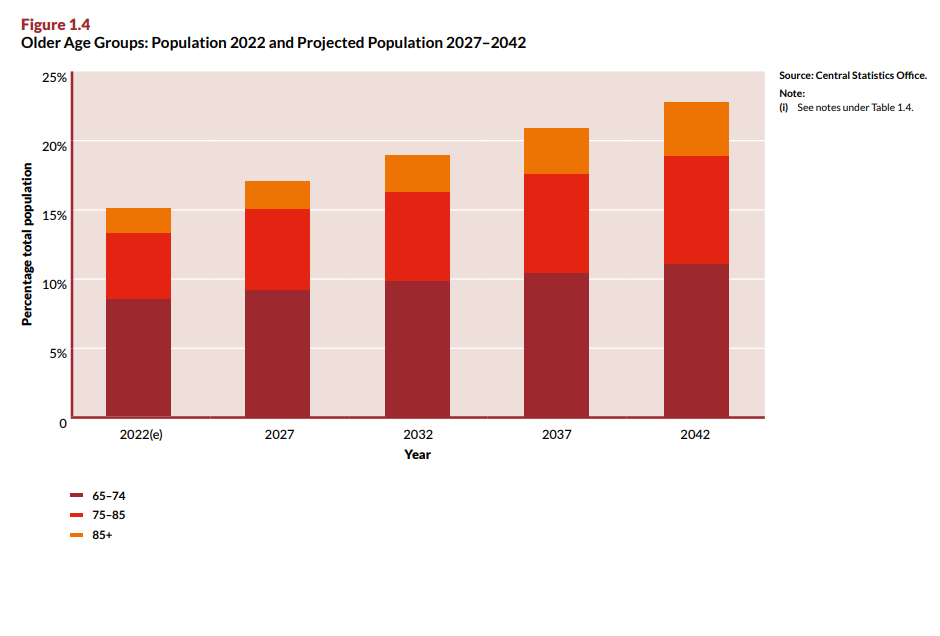 Figure 1.4
Older Age Groups: Population 2022 and Projected Population 2027–2042
25%
20%
15%
10%
5%
0
Percentage total population
2022(e)
2027
2032
2037
2042
Year
65–74
75–85
85+
Source: Central Statistics Office.
Note:
(i) See notes under Table 1.4.